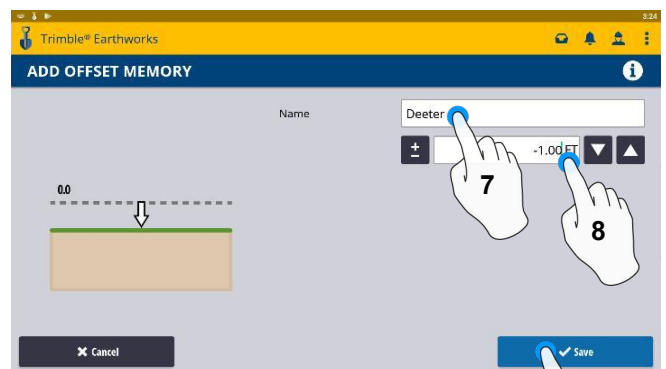 3:24
Trimble® Earthworks
ADD OFFSET MEMORY
Name
Deeter
± -1.00 FT
7
8
0.0
Cancel
Save